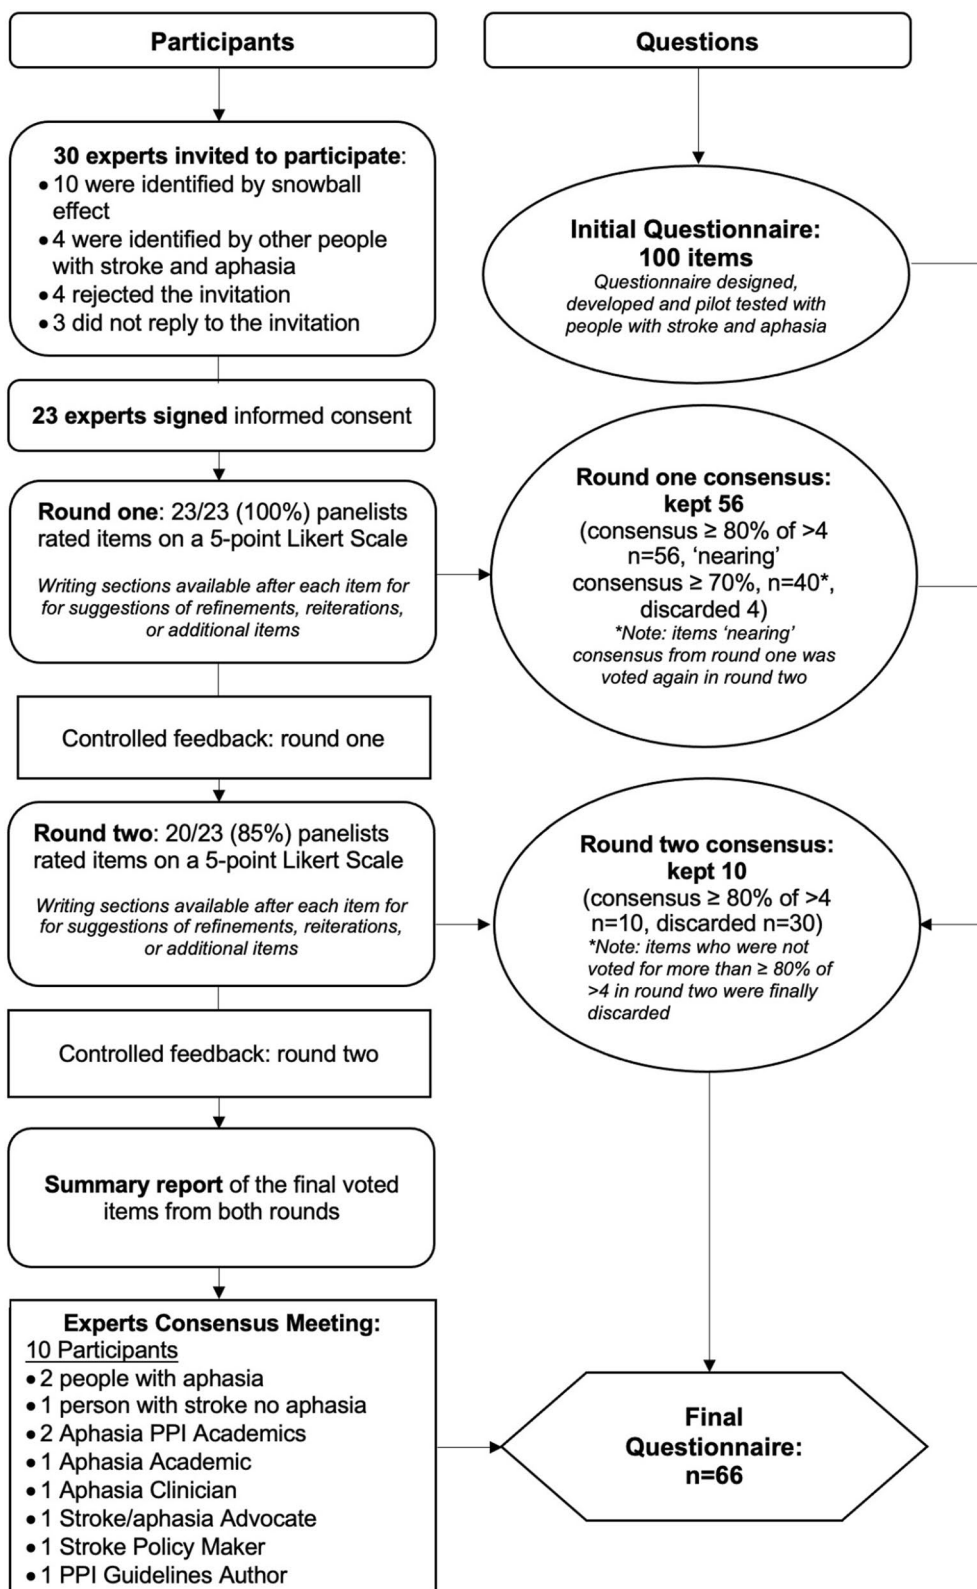 Participants
30 experts invited to participate:
• 10 were identified by snowball
effect
• 4 were identified by other people
with stroke and aphasia
• 4 rejected the invitation
• 3 did not reply to the invitation
23 experts signed informed consent
Round one: 23/23 (100%) panelists
rated items on a 5-point Likert Scale
Writing sections available after each item for
for suggestions of refinements, reiterations,
or additional items
Controlled feedback: round one
Round two: 20/23 (85%) panelists
rated items on a 5-point Likert Scale
Writing sections available after each item for
for suggestions of refinements, reiterations,
or additional items
Controlled feedback: round two
Summary report of the final voted
items from both rounds
Experts Consensus Meeting:
10 Participants
• 2 people with aphasia
• 1 person with stroke no aphasia
• 2 Aphasia PPI Academics
• 1 Aphasia Academic
• 1 Aphasia Clinician
• 1 Stroke/aphasia Advocate
• 1 Stroke Policy Maker
• 1 PPI Guidelines Author
Questions
Initial Questionnaire:
100 items
Questionnaire designed,
developed and pilot tested with
people with stroke and aphasia
Round one consensus:
kept 56
(consensus ≥ 80% of >4
n=56, ‘nearing’
consensus ≥ 70%, n=40*,
discarded 4)
*Note: items ‘nearing’
consensus from round one was
voted again in round two
Round two consensus:
kept 10
(consensus ≥ 80% of >4
n=10, discarded n=30)
*Note: items who were not
voted for more than ≥ 80% of
>4 in round two were finally
discarded
Final
Questionnaire:
n=66